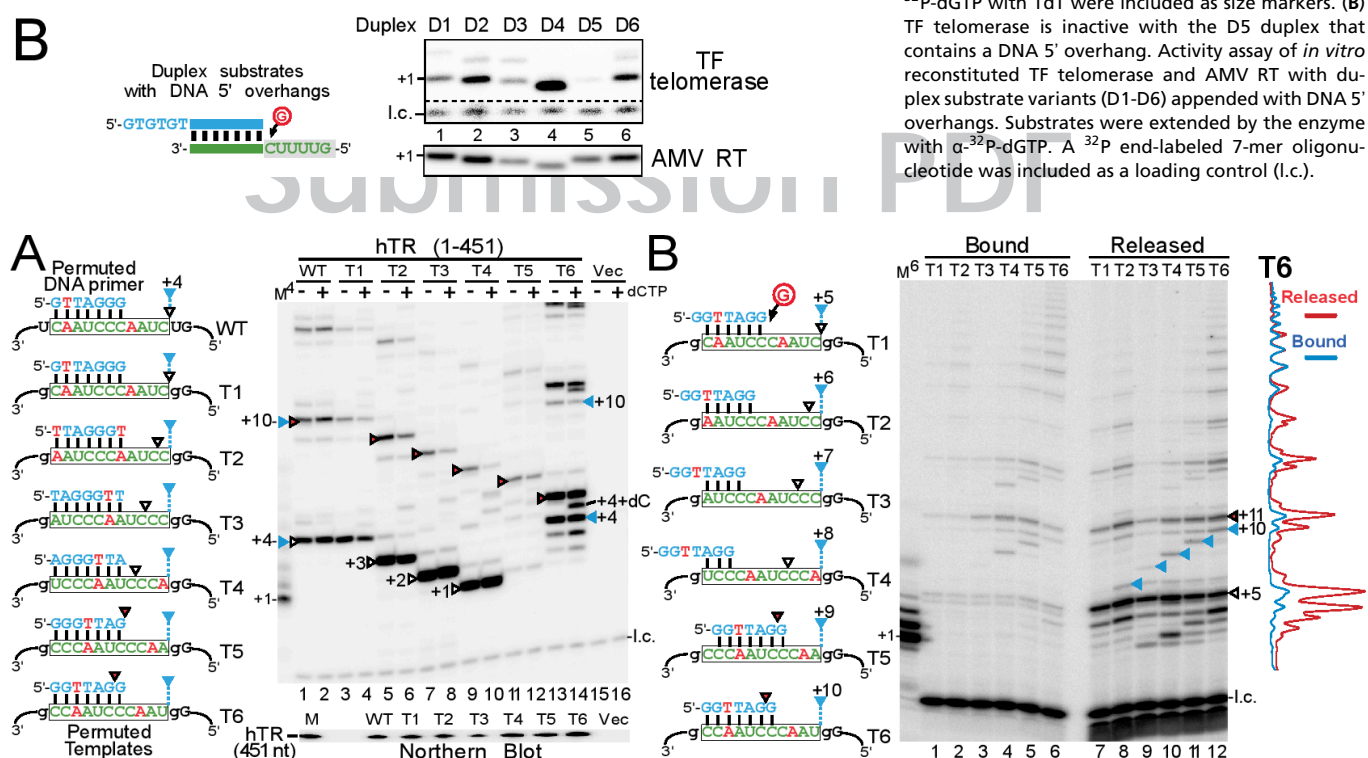 ³²P-dGTP with TdT were included as size markers. (B)
TF telomerase is inactive with the D5 duplex that
contains a DNA 5' overhang. Activity assay of in vitro
reconstituted TF telomerase and AMV RT with du-
plex substrate variants (D1-D6) appended with DNA 5'
overhangs. Substrates were extended by the enzyme
with α-³²P-dGTP. A ³²P end-labeled 7-mer oligonu-
cleotide was included as a loading control (l.c.).
B
Duplex substrates
with DNA 5' overhangs
G
5'-GTGTGT
3'- CUUUUG -5'
Duplex D1 D2 D3 D4 D5 D6
+1
l.c.
TF
telomerase
1 2 3 4 5 6
+1
AMV RT
Submission PDF
A
Permuted
DNA primer
+4
5'-GTTAGGG
UCAAUCCCAAUCUG WT
3' 5'
5'-GTTAGGG
gCAAUCCCAAUCgG T1
3' 5'
5'-TTAGGGT
gAAUCCCAAUCCgG T2
3' 5'
5'-TAGGGTT
gAUCCCAAUCCCgG T3
3' 5'
5'-AGGGTTA
gUCCCAAUCCCAgG T4
3' 5'
5'-GGGTTAG
gCCCAAUCCCAAgG T5
3' 5'
5'-GGTTAGG
gCCAAUCCCAAUgG T6
3' 5'
Permuted
Templates
hTR (1-451)
WT T1 T2 T3 T4 T5 T6 Vec
M⁴ - + - + - + - + - + - + - + - + dCTP
+10
+10
+4+dC
+4
+4
+3
+2
+1
+1
l.c.
1 2 3 4 5 6 7 8 9 10 11 12 13 14 15 16
M WT T1 T2 T3 T4 T5 T6 Vec
hTR
(451 nt)
Northern Blot
B
G
+5
5'-GGTTAGG
gCAAUCCCAAUCgG T1
3' 5'
+6
5'-GGTTAGG
gAAUCCCAAUCCgG T2
3' 5'
+7
5'-GGTTAGG
gAUCCCAAUCCCgG T3
3' 5'
+8
5'-GGTTAGG
gUCCCAAUCCCAgG T4
3' 5'
+9
5'-GGTTAGG
gCCCAAUCCCAAgG T5
3' 5'
+10
5'-GGTTAGG
gCCAAUCCCAAUgG T6
3' 5'
Bound Released
M⁶ T1 T2 T3 T4 T5 T6 T1 T2 T3 T4 T5 T6
+11
+10
+5
+1
l.c.
1 2 3 4 5 6 7 8 9 10 11 12
T6
Released
Bound